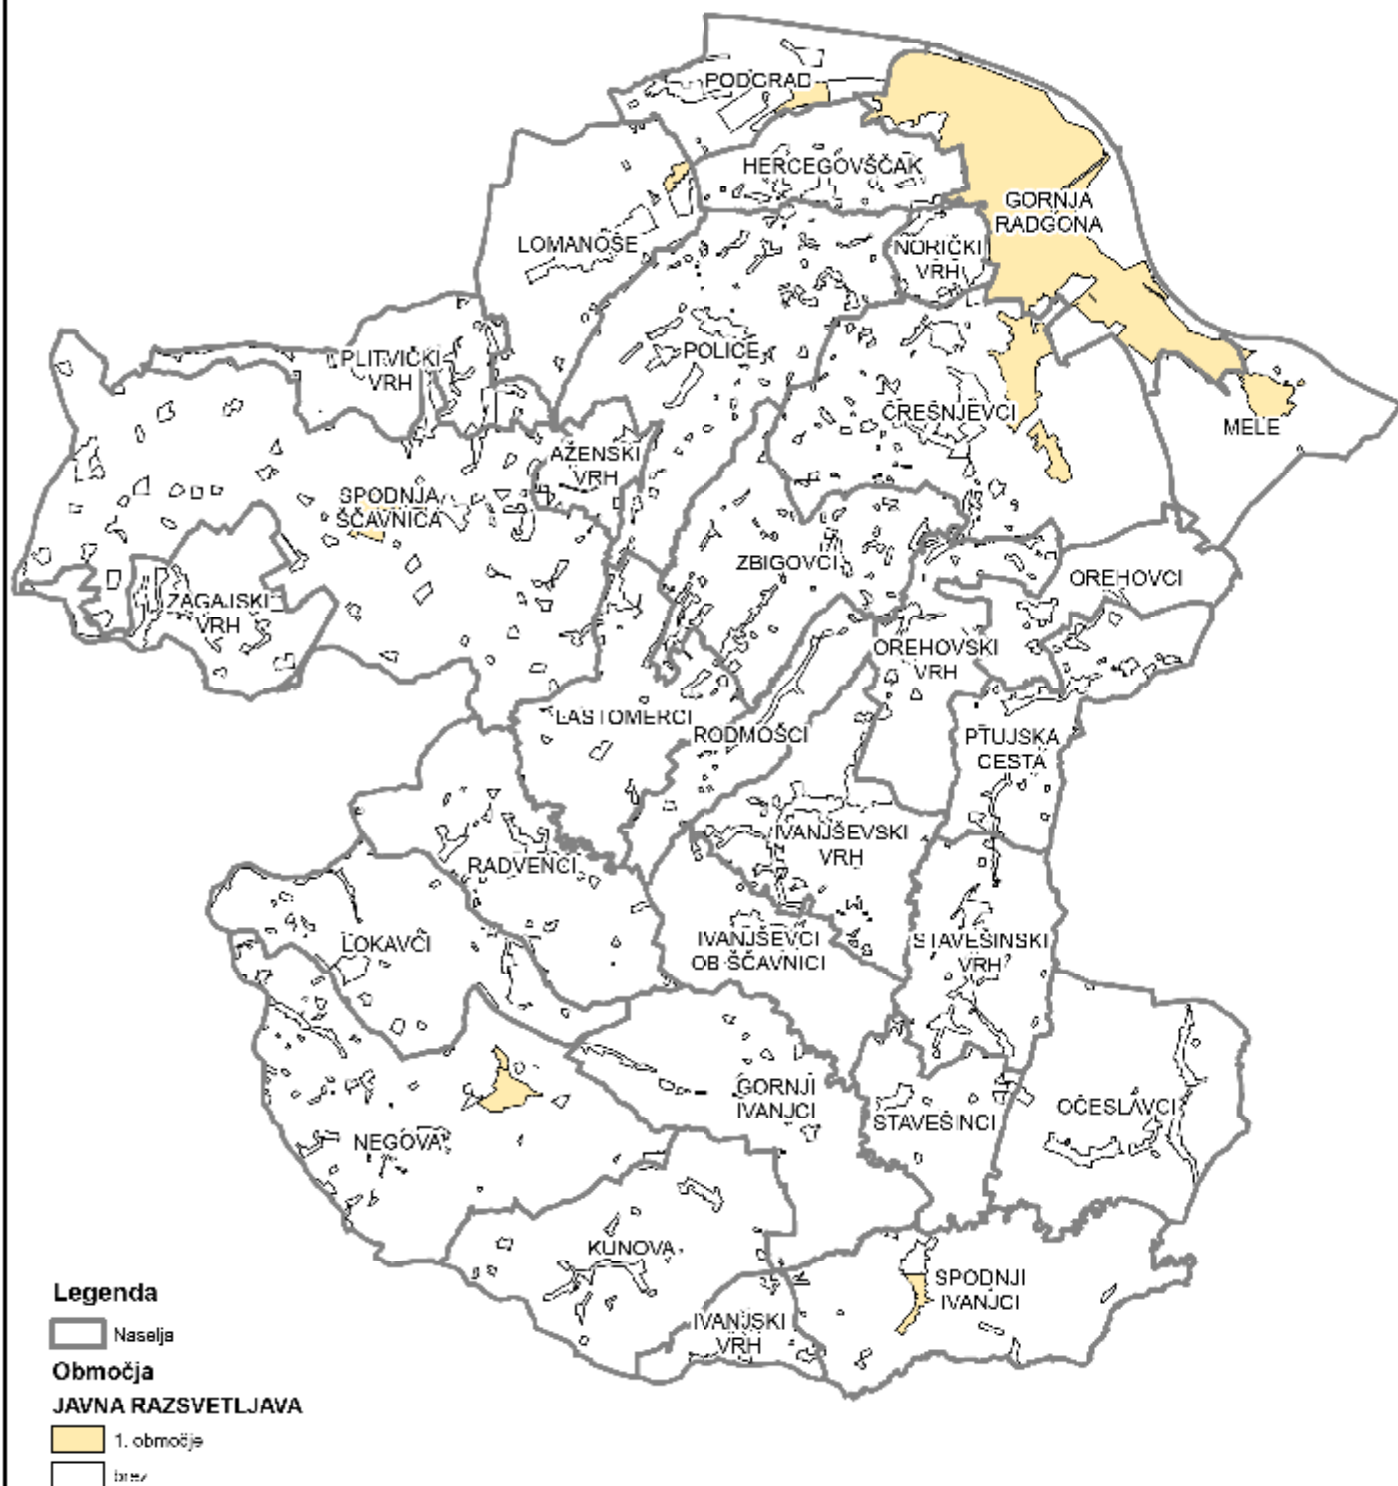 PODGRAD
HERCEGOVŠČAK
GORNJA
RADGONA
LOMANOŠE
NORIČKI
VRH
PLITVIČKI
VRH
POLICE
ČREŠNJEVCI
MELE
AŽENSKI
VRH
SPODNJA
ŠČAVNICA
ZBIGOVCI
OREHOVCI
ZAGAJSKI
VRH
OREHOVSKI
VRH
LASTOMERCI
RODMOŠCI
PTUJSKA
CESTA
IVANJŠEVSKI
VRH
RADVENCI
LOKAVCI
IVANJŠEVCI
OB ŠČAVNICI
STAVEŠINSKI
VRH
GORNJI
IVANJCI
STAVEŠINCI
OČESLAVCI
NEGOVA
KUNOVA
SPODNJI
IVANJCI
IVANJSKI
VRH
Legenda
Naselja
Območja
JAVNA RAZSVETLJAVA
1. območje
brez